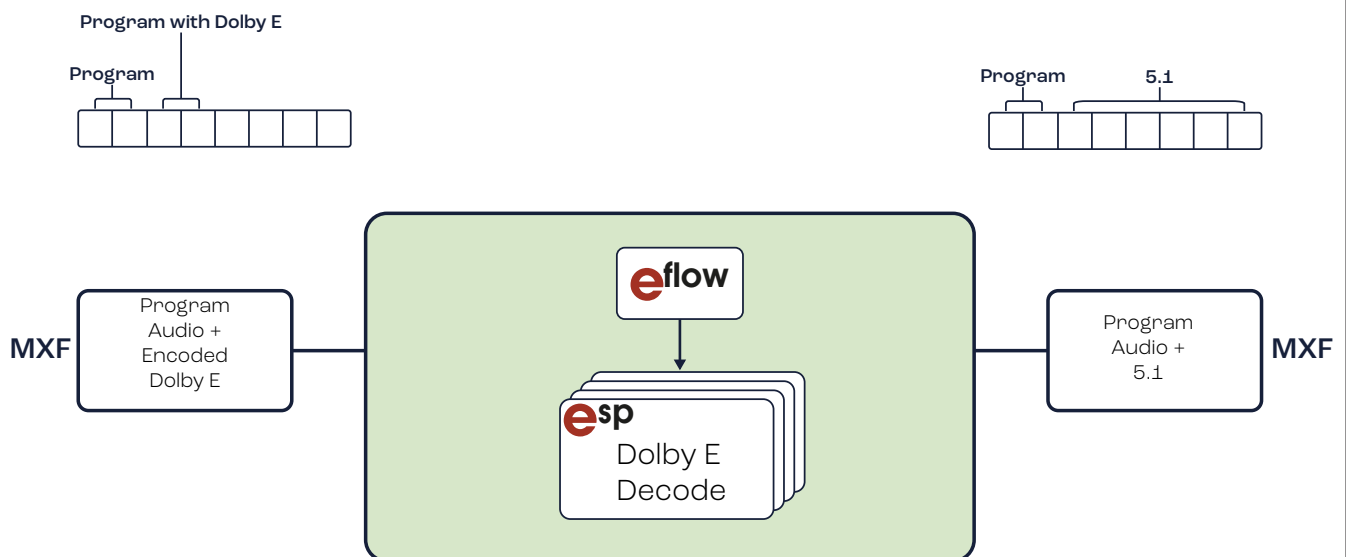 Program with Dolby E
Program
Program
5.1
eflow
MXF
Program
Audio +
Encoded
Dolby E
Program
Audio +
5.1
MXF
esp
Dolby E
Decode